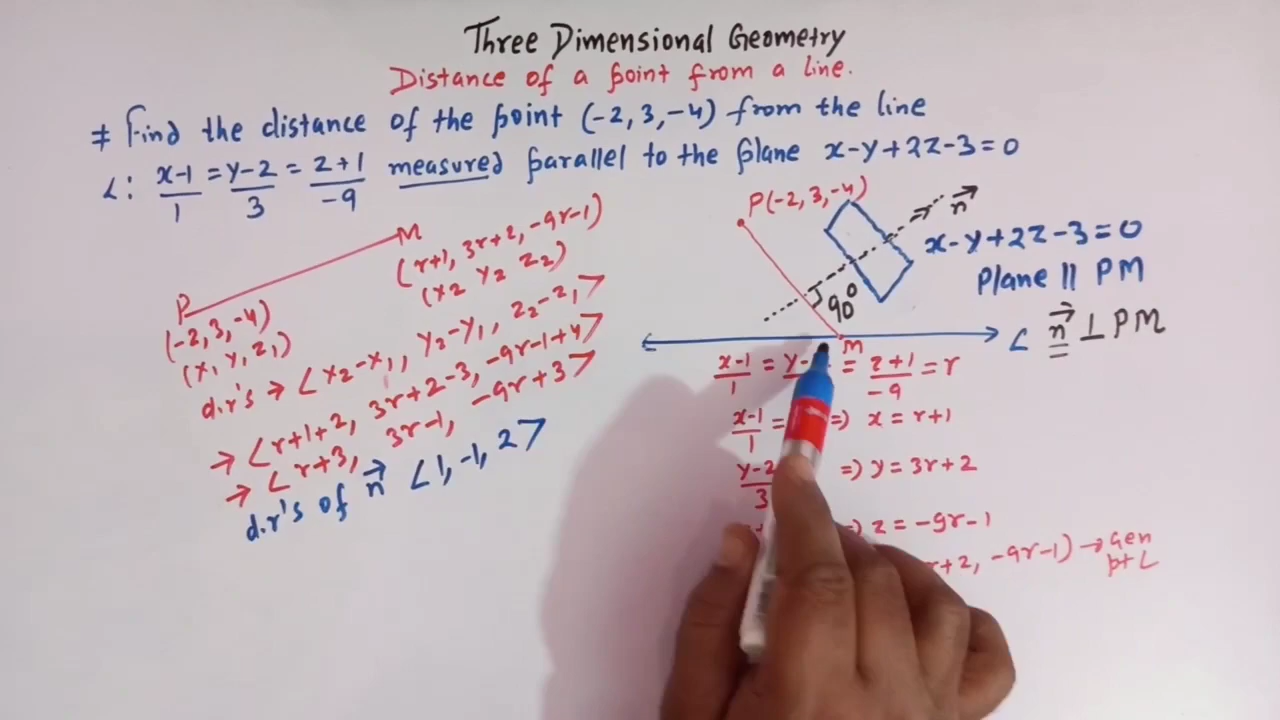 Three Dimensional Geometry
Distance of a point from a line.
# Find the distance of the point (-2, 3, -4) from the line
L: x-1/1 = y-2/3 = z+1/-9 measured parallel to the plane x-y+2z-3=0
P M
(-2, 3, -4) (r+1, 3r+2, -9r-1)
(x₁ y₁ z₁) (x₂ y₂ z₂)
d.r's → < x₂-x₁, y₂-y₁, z₂-z₁ >
→ < r+1+2, 3r+2-3, -9r-1+4 >
→ < r+3, 3r-1, -9r+3 >
d.r's of n⃗ < 1, -1, 2 >
P(-2, 3, -4)
n⃗
x-y+2z-3=0
Plane || PM
90°
n⃗ ⊥ PM
L
M
x-1/1 = y- = z+1/-9 = r
x-1/1 = => x = r+1
y-2/3 => y = 3r+2
=> z = -9r-1
r+2, -9r-1) → Gen
pt L